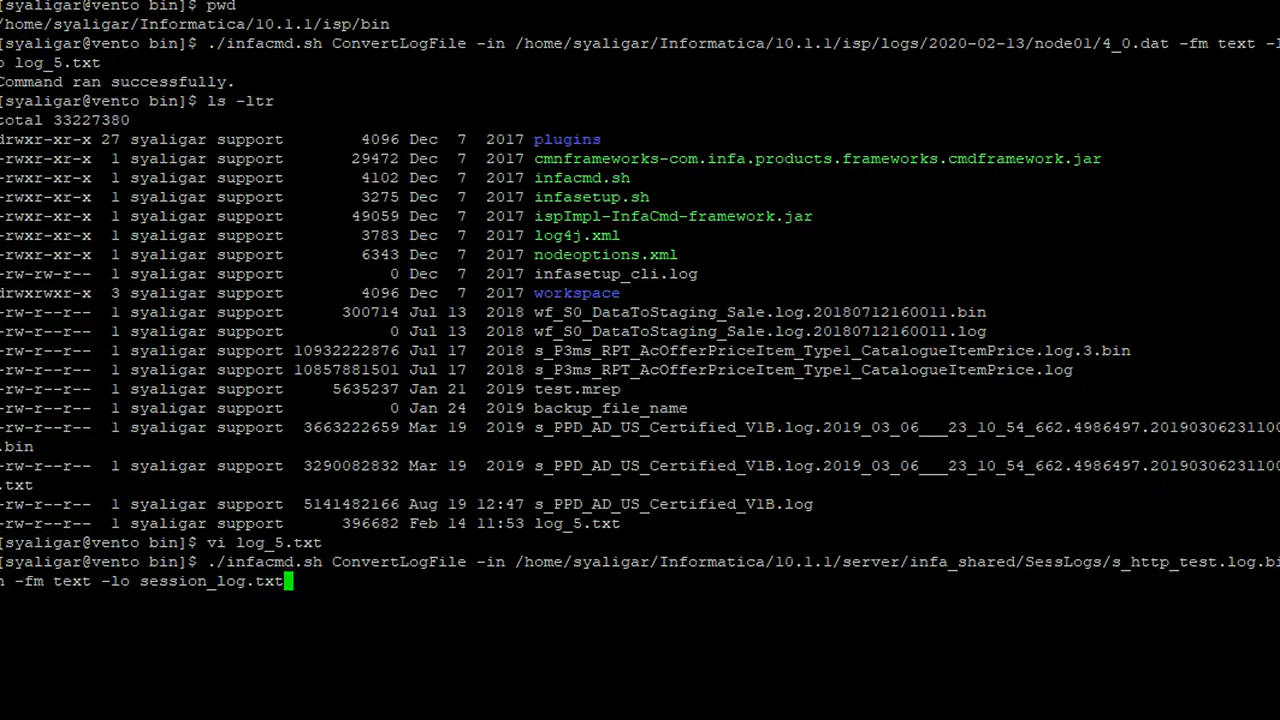 [syaligar@vento bin]$ pwd
/home/syaligar/Informatica/10.1.1/isp/bin
[syaligar@vento bin]$ ./infacmd.sh ConvertLogFile -in /home/syaligar/Informatica/10.1.1/isp/logs/2020-02-13/node01/4_0.dat -fm text -l
o log_5.txt
Command ran successfully.
[syaligar@vento bin]$ ls -ltr
total 33227380
drwxr-xr-x 27 syaligar support 4096 Dec 7 2017 plugins
-rwxr-xr-x 1 syaligar support 29472 Dec 7 2017 cmnframeworks-com.infa.products.frameworks.cmdframework.jar
-rwxr-xr-x 1 syaligar support 4102 Dec 7 2017 infacmd.sh
-rwxr-xr-x 1 syaligar support 3275 Dec 7 2017 infasetup.sh
-rwxr-xr-x 1 syaligar support 49059 Dec 7 2017 ispImpl-InfaCmd-framework.jar
-rwxr-xr-x 1 syaligar support 3783 Dec 7 2017 log4j.xml
-rwxr-xr-x 1 syaligar support 6343 Dec 7 2017 nodeoptions.xml
-rw-rw-r-- 1 syaligar support 0 Dec 7 2017 infasetup_cli.log
drwxrwxr-x 3 syaligar support 4096 Dec 7 2017 workspace
-rw-r--r-- 1 syaligar support 300714 Jul 13 2018 wf_S0_DataToStaging_Sale.log.20180712160011.bin
-rw-r--r-- 1 syaligar support 0 Jul 13 2018 wf_S0_DataToStaging_Sale.log.20180712160011.log
-rw-r--r-- 1 syaligar support 10932222876 Jul 17 2018 s_P3ms_RPT_AcOfferPriceItem_Type1_CatalogueItemPrice.log.3.bin
-rw-r--r-- 1 syaligar support 10857881501 Jul 17 2018 s_P3ms_RPT_AcOfferPriceItem_Type1_CatalogueItemPrice.log
-rw-r--r-- 1 syaligar support 5635237 Jan 21 2019 test.mrep
-rw-r--r-- 1 syaligar support 0 Jan 24 2019 backup_file_name
-rw-r--r-- 1 syaligar support 3663222659 Mar 19 2019 s_PPD_AD_US_Certified_V1B.log.2019_03_06___23_10_54_662.4986497.20190306231100
.bin
-rw-r--r-- 1 syaligar support 3290082832 Mar 19 2019 s_PPD_AD_US_Certified_V1B.log.2019_03_06___23_10_54_662.4986497.20190306231100
.txt
-rw-r--r-- 1 syaligar support 5141482166 Aug 19 12:47 s_PPD_AD_US_Certified_V1B.log
-rw-r--r-- 1 syaligar support 396682 Feb 14 11:53 log_5.txt
[syaligar@vento bin]$ vi log_5.txt
[syaligar@vento bin]$ ./infacmd.sh ConvertLogFile -in /home/syaligar/Informatica/10.1.1/server/infa_shared/SessLogs/s_http_test.log.bi
n -fm text -lo session_log.txt